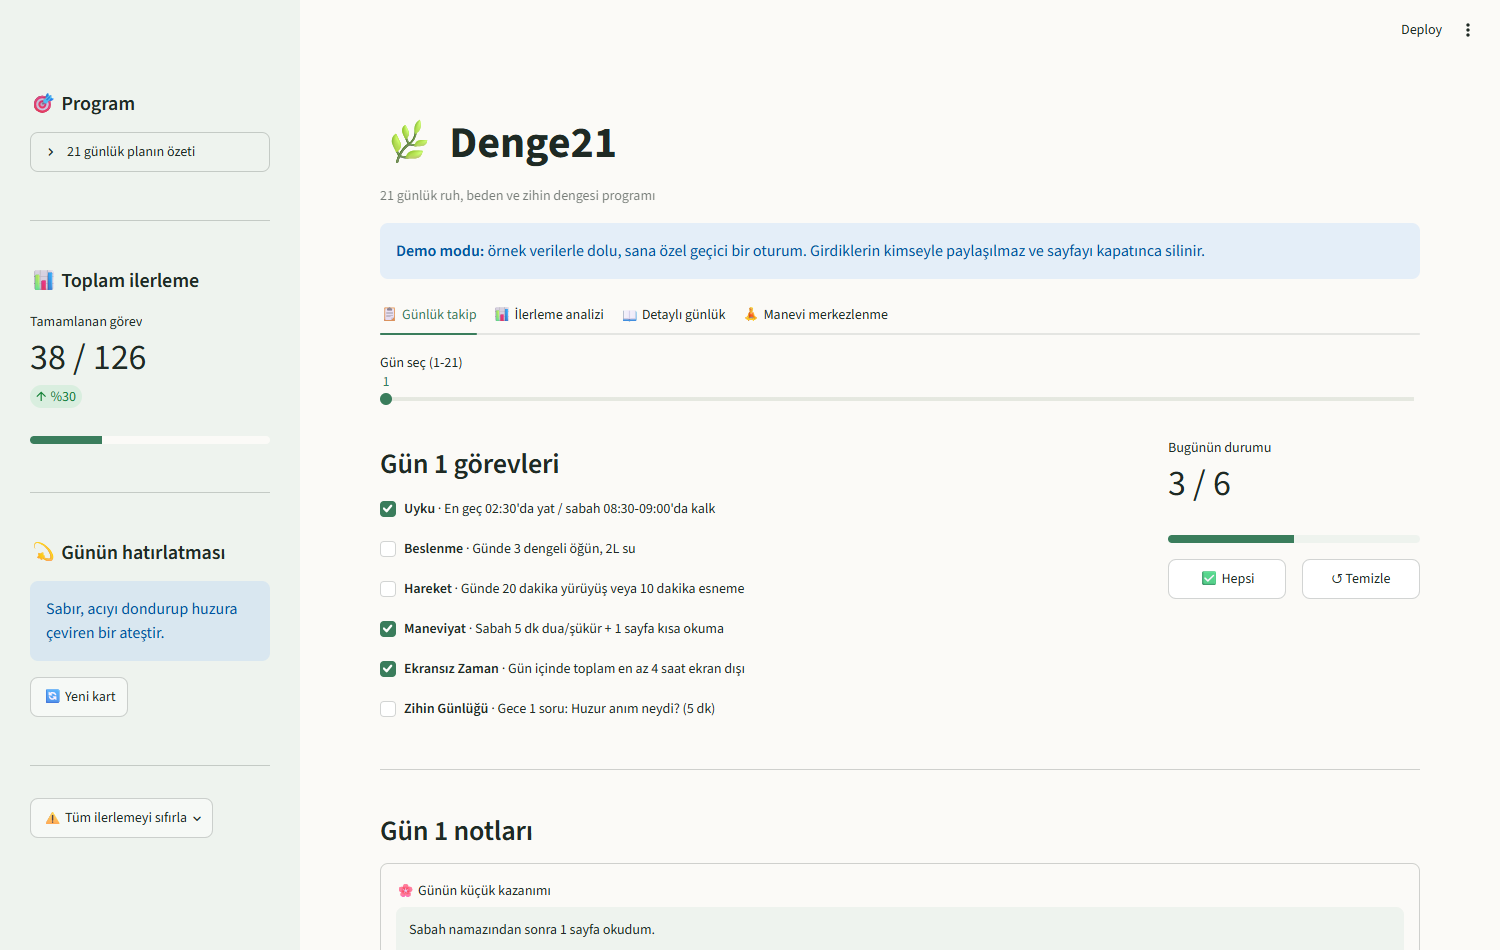 Deploy
Program
21 günlük planın özeti
Toplam ilerleme
Tamamlanan görev
38 / 126
↑ %30
Günün hatırlatması
Sabır, acıyı dondurup huzura
çeviren bir ateştir.
Yeni kart
Tüm ilerlemeyi sıfırla
Denge21
21 günlük ruh, beden ve zihin dengesi programı
Demo modu: örnek verilerle dolu, sana özel geçici bir oturum. Girdiklerin kimseyle paylaşılmaz ve sayfayı kapatınca silinir.
Günlük takip İlerleme analizi Detaylı günlük Manevi merkezlenme
Gün seç (1-21)
1
Gün 1 görevleri
Uyku · En geç 02:30'da yat / sabah 08:30-09:00'da kalk
Beslenme · Günde 3 dengeli öğün, 2L su
Hareket · Günde 20 dakika yürüyüş veya 10 dakika esneme
Maneviyat · Sabah 5 dk dua/şükür + 1 sayfa kısa okuma
Ekransız Zaman · Gün içinde toplam en az 4 saat ekran dışı
Zihin Günlüğü · Gece 1 soru: Huzur anım neydi? (5 dk)
Bugünün durumu
3 / 6
Hepsi
↺ Temizle
Gün 1 notları
Günün küçük kazanımı
Sabah namazından sonra 1 sayfa okudum.